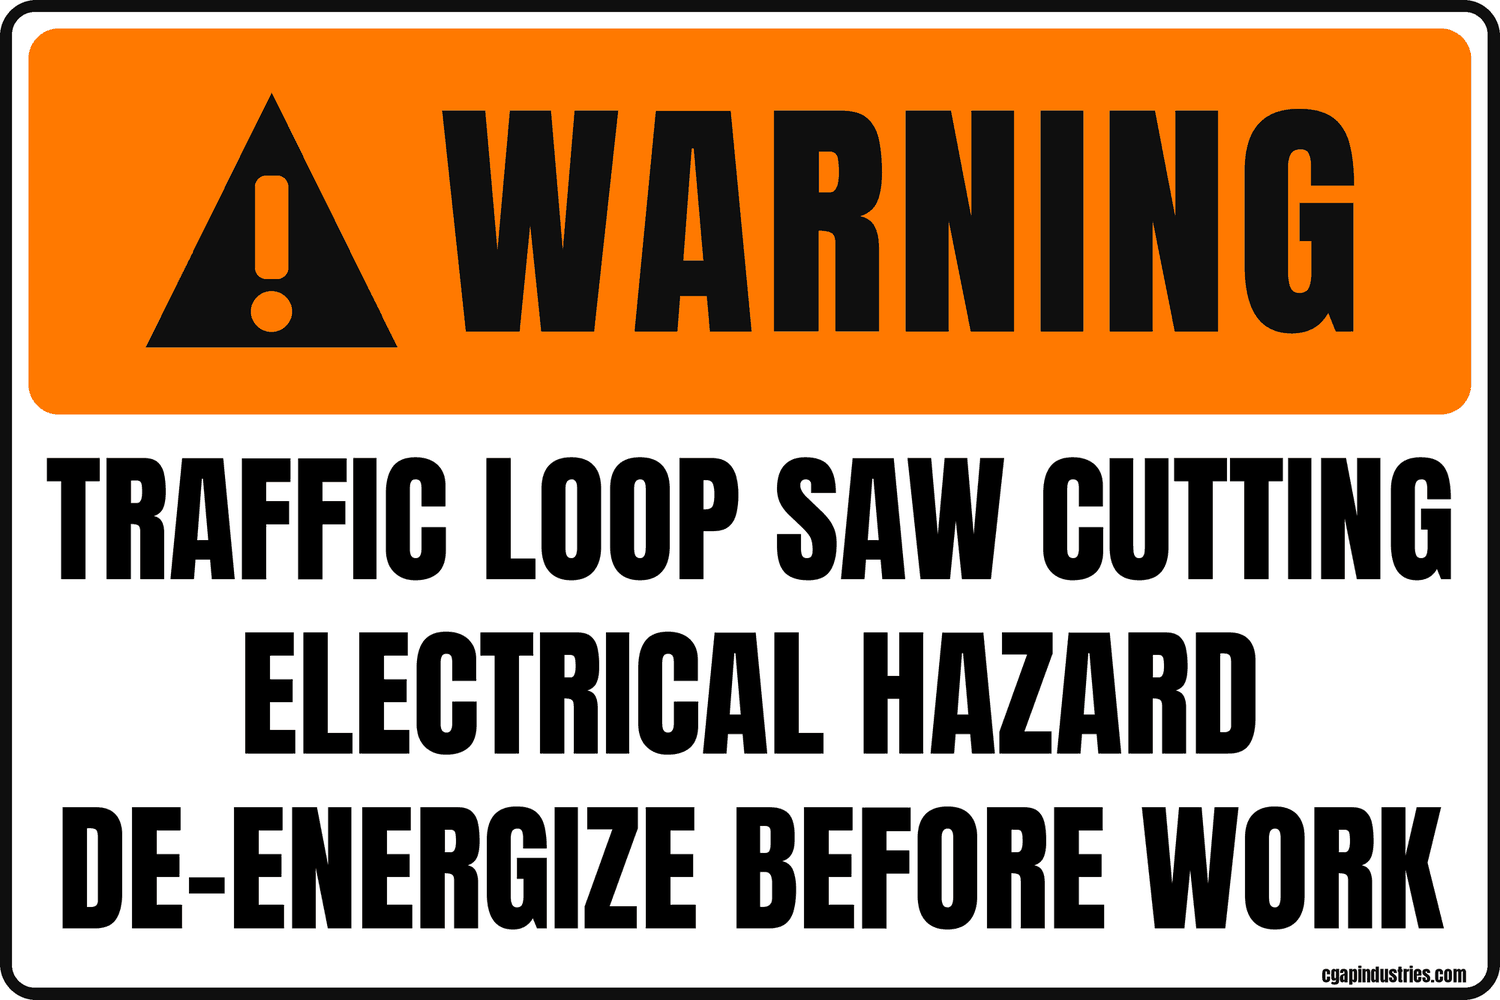 WARNING
TRAFFIC LOOP SAW CUTTING
ELECTRICAL HAZARD
DE-ENERGIZE BEFORE WORK
cgapindustries.com